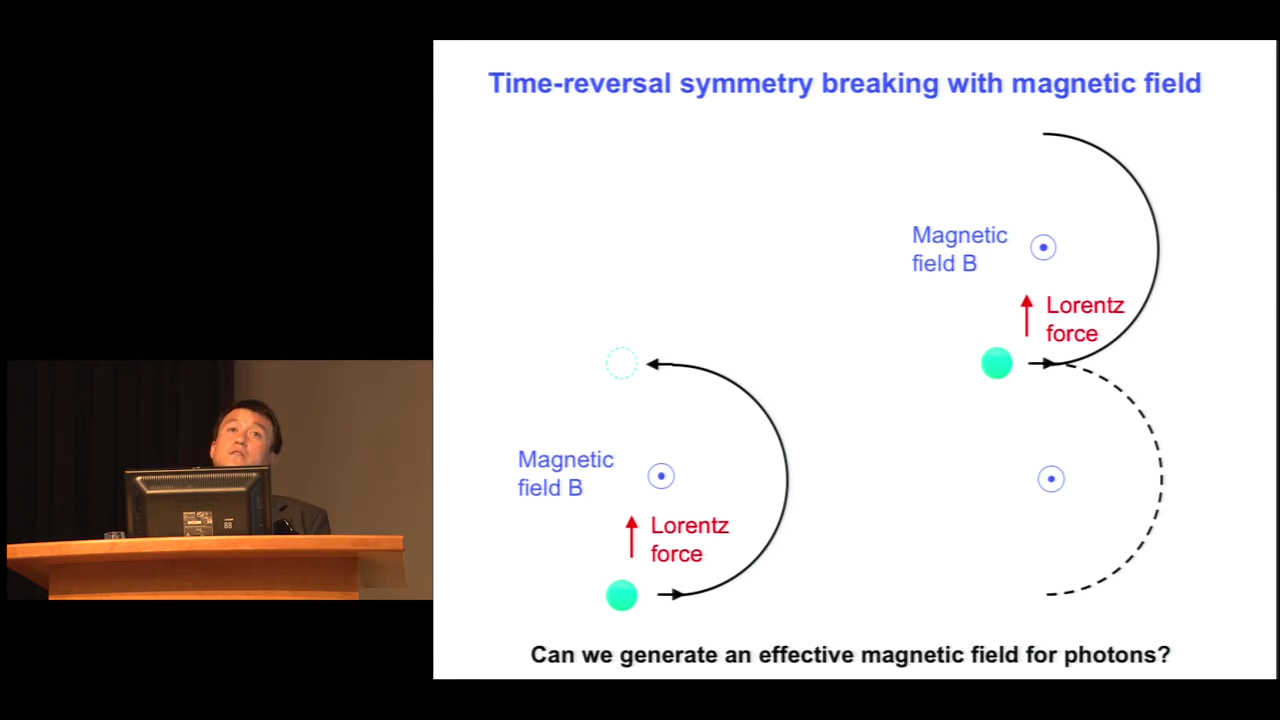 Time-reversal symmetry breaking with magnetic field
Magnetic
field B
Lorentz
force
Magnetic
field B
Lorentz
force
Can we generate an effective magnetic field for photons?
88